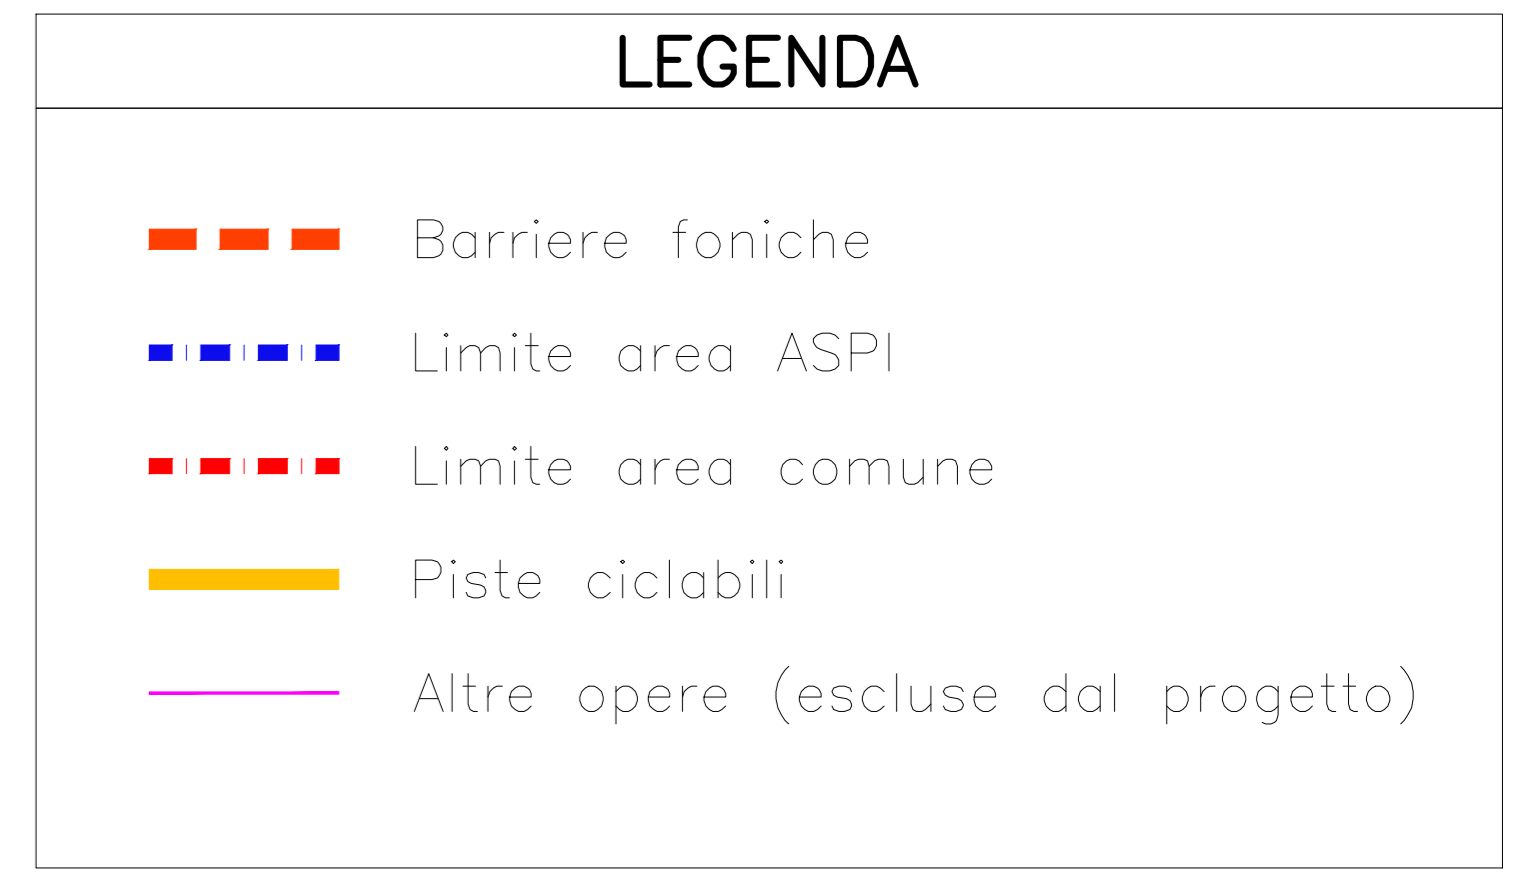 LEGENDA
Barriere foniche
Limite area ASPI
Limite area comune
Piste ciclabili
Altre opere (escluse dal progetto)